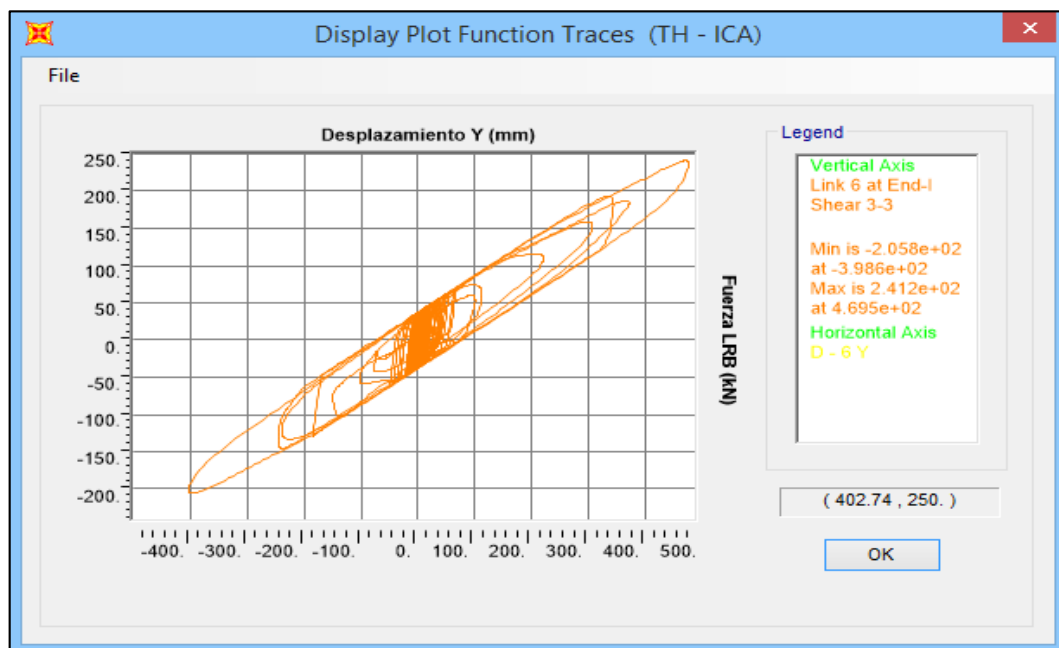 Display Plot Function Traces (TH - ICA)
File
Desplazamiento Y (mm)
250.
200.
150.
100.
50.
0.
-50.
-100.
-150.
-200.
-400. -300. -200. -100. 0. 100. 200. 300. 400. 500.
Fuerza LRB (kN)
Legend
Vertical Axis
Link 6 at End-I
Shear 3-3
Min is -2.058e+02
at -3.986e+02
Max is 2.412e+02
at 4.695e+02
Horizontal Axis
D - 6 Y
( 402.74 , 250. )
OK